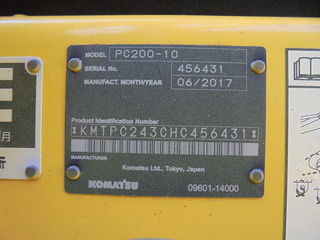 MODEL PC200-10
SERIAL No. 456431
MANUFACT. MONTH/YEAR 06/2017
Product Identification Number
*KMTPC243CHC456431*
MANUFACTURER
Komatsu Ltd., Tokyo, Japan
KOMATSU 09601-14000
月